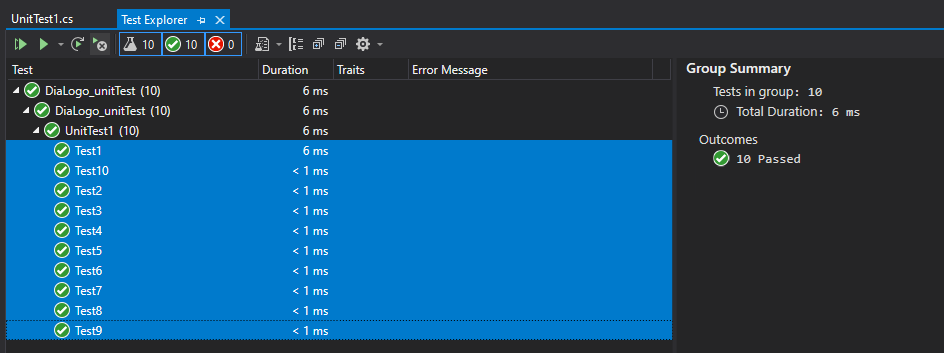 UnitTest1.cs Test Explorer
10 10 0
Test Duration Traits Error Message
DiaLogo_unitTest (10) 6 ms
DiaLogo_unitTest (10) 6 ms
UnitTest1 (10) 6 ms
Test1 6 ms
Test10 < 1 ms
Test2 < 1 ms
Test3 < 1 ms
Test4 < 1 ms
Test5 < 1 ms
Test6 < 1 ms
Test7 < 1 ms
Test8 < 1 ms
Test9 < 1 ms
Group Summary
Tests in group: 10
Total Duration: 6 ms
Outcomes
10 Passed